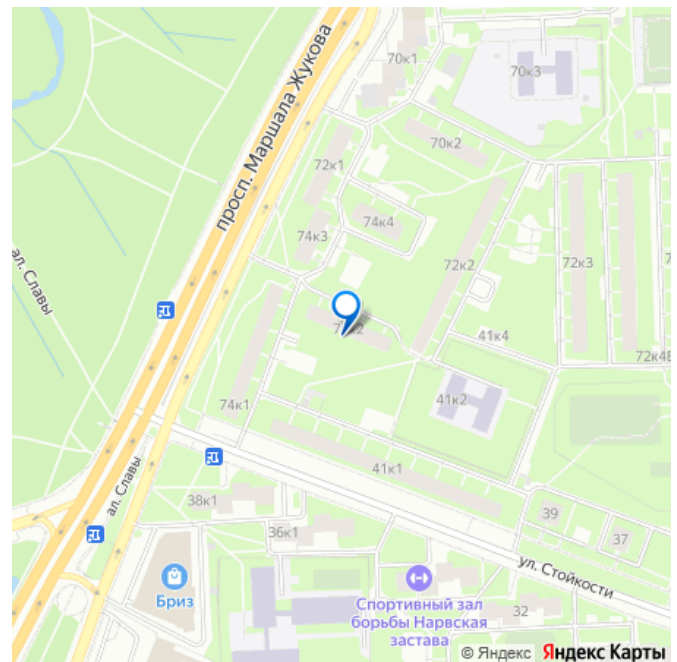 70к1
70к3
просп. Маршала Жукова
70к2
72к1
74к4
74к3
ал. Славы
72к2
72к3
41к4
72к4Б
41к2
74к1
41к1
38к1
ал. Славы
39
36к1
37
ул. Стойкости
Бриз
Спортивный зал
борьбы Нарвская
застава
32
© Яндекс Яндекс Карты